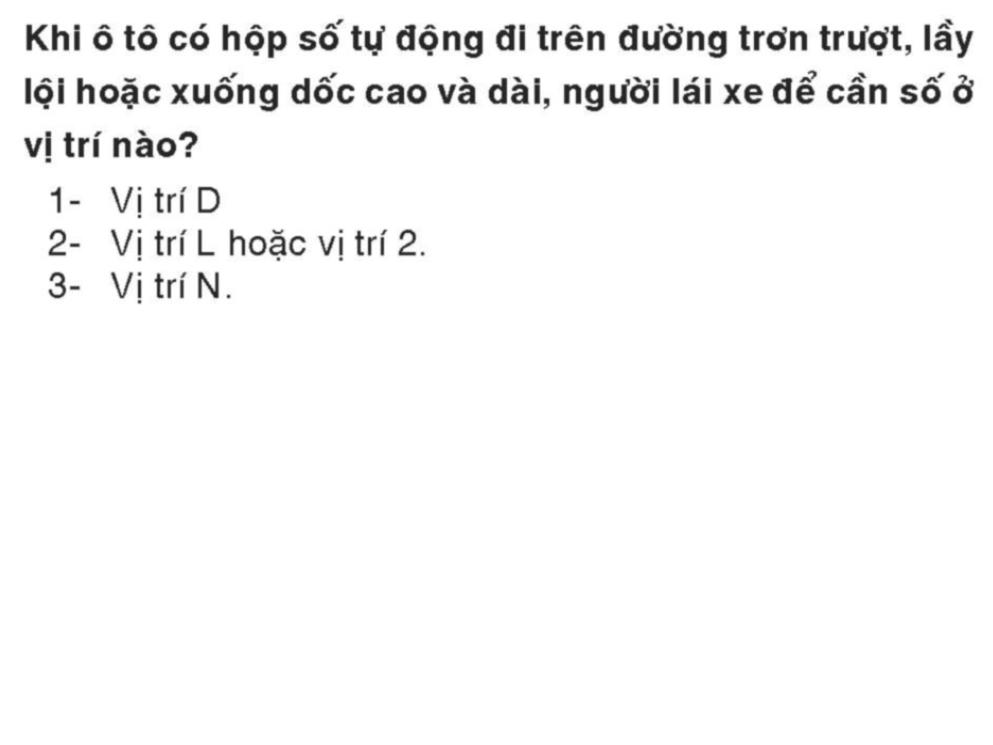 Khi ô tô có hộp số tự động đi trên đường trơn trượt, lầy
lội hoặc xuống dốc cao và dài, người lái xe để cần số ở
vị trí nào?
1- Vị trí D
2- Vị trí L hoặc vị trí 2.
3- Vị trí N.